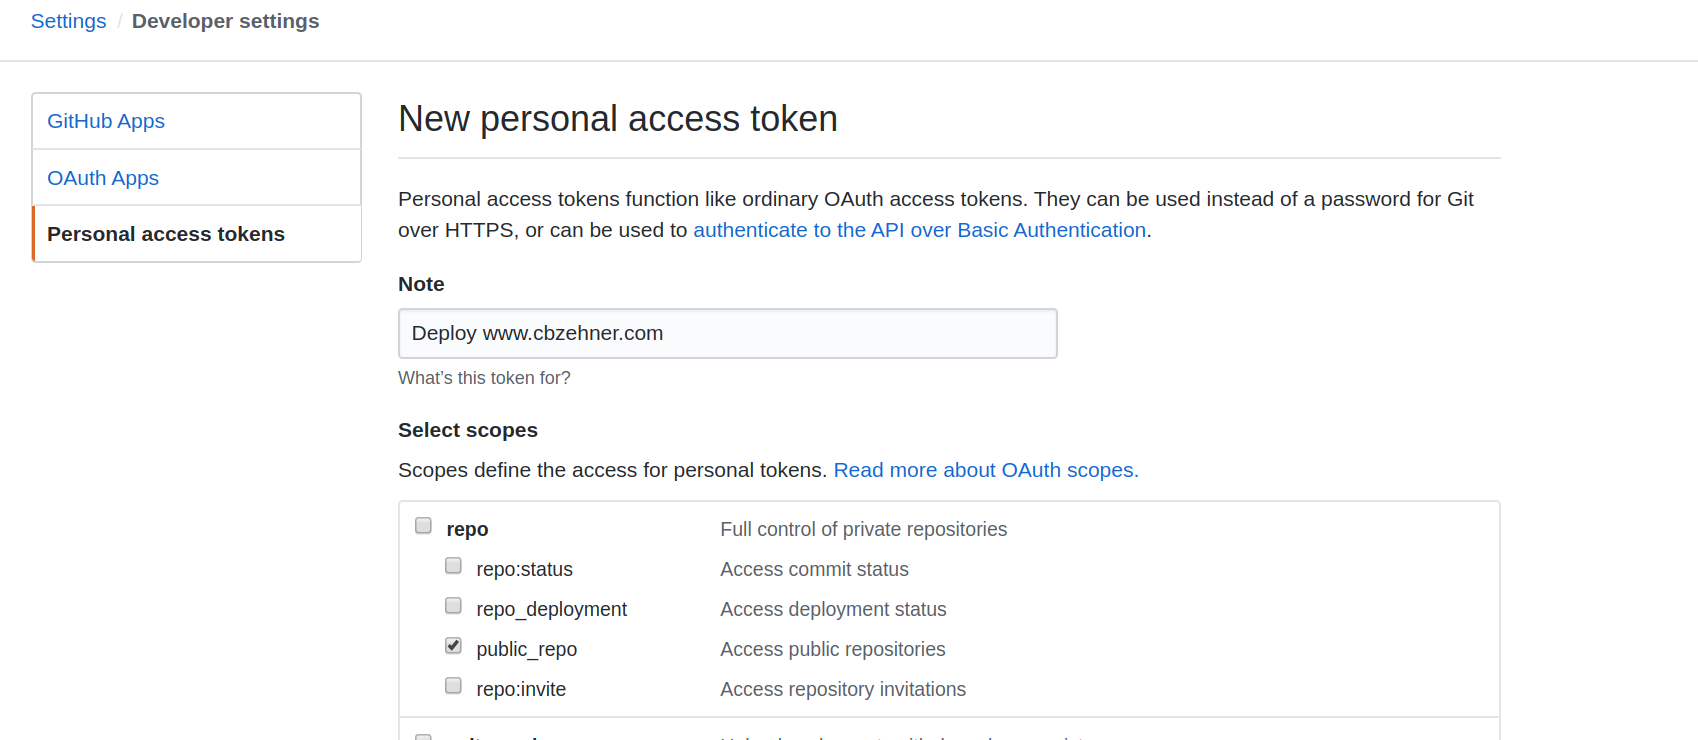 Settings / Developer settings
GitHub Apps
OAuth Apps
Personal access tokens
New personal access token
Personal access tokens function like ordinary OAuth access tokens. They can be used instead of a password for Git
over HTTPS, or can be used to authenticate to the API over Basic Authentication.
Note
Deploy www.cbzehner.com
What's this token for?
Select scopes
Scopes define the access for personal tokens. Read more about OAuth scopes.
repo Full control of private repositories
repo:status Access commit status
repo_deployment Access deployment status
public_repo Access public repositories
repo:invite Access repository invitations